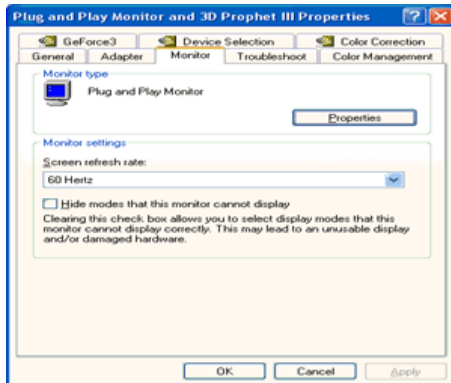 Plug and Play Monitor and 3D Prophet III Properties
GeForce3 Device Selection Color Correction
General Adapter Monitor Troubleshoot Color Management
Monitor type
Plug and Play Monitor
Properties
Monitor settings
Screen refresh rate:
60 Hertz
Hide modes that this monitor cannot display
Clearing this check box allows you to select display modes that this
monitor cannot display correctly. This may lead to an unusable display
and/or damaged hardware.
OK Cancel Apply